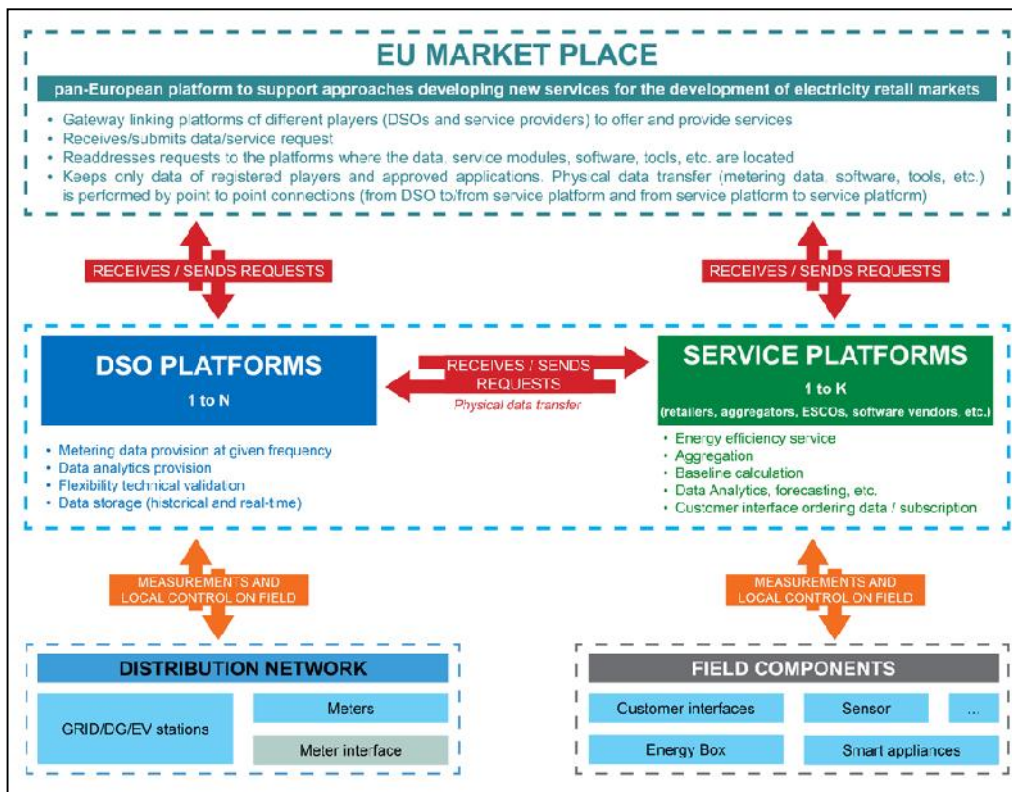 EU MARKET PLACE
pan-European platform to support approaches developing new services for the development of electricity retail markets
• Gateway linking platforms of different players (DSOs and service providers) to offer and provide services
• Receives/submits data/service request
• Readdresses requests to the platforms where the data, service modules, software, tools, etc. are located
• Keeps only data of registered players and approved applications. Physical data transfer (metering data, software, tools, etc.)
is performed by point to point connections (from DSO to/from service platform and from service platform to service platform)
RECEIVES / SENDS REQUESTS
RECEIVES / SENDS REQUESTS
DSO PLATFORMS
1 to N
• Metering data provision at given frequency
• Data analytics provision
• Flexibility technical validation
• Data storage (historical and real-time)
RECEIVES / SENDS
REQUESTS
Physical data transfer
SERVICE PLATFORMS
1 to K
(retailers, aggregators, ESCOs, software vendors, etc.)
• Energy efficiency service
• Aggregation
• Baseline calculation
• Data Analytics, forecasting, etc.
• Customer interface ordering data / subscription
MEASUREMENTS AND
LOCAL CONTROL ON FIELD
MEASUREMENTS AND
LOCAL CONTROL ON FIELD
DISTRIBUTION NETWORK
GRID/DG/EV stations
Meters
Meter interface
FIELD COMPONENTS
Customer interfaces
Sensor
...
Energy Box
Smart appliances